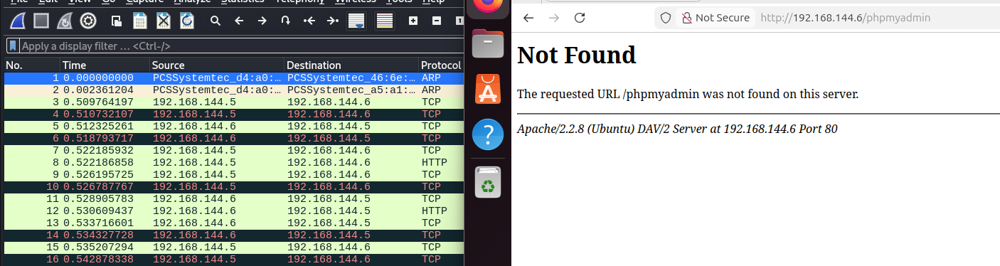 File Edit View Go Capture Analyze Statistics Telephony Wireless Tools
Apply a display filter … <Ctrl-/>
No. Time Source Destination Protocol
1 0.000000000 PCSSystemtec_d4:a0:… PCSSystemtec_46:6e:… ARP
2 0.002361204 PCSSystemtec_d4:a0:… PCSSystemtec_a5:a1:… ARP
3 0.509764197 192.168.144.5 192.168.144.6 TCP
4 0.510732107 192.168.144.5 192.168.144.6 TCP
5 0.512325261 192.168.144.6 192.168.144.5 TCP
6 0.518793717 192.168.144.6 192.168.144.5 TCP
7 0.522185932 192.168.144.5 192.168.144.6 TCP
8 0.522186858 192.168.144.5 192.168.144.6 HTTP
9 0.526195725 192.168.144.5 192.168.144.6 TCP
10 0.526787767 192.168.144.5 192.168.144.6 TCP
11 0.528905783 192.168.144.6 192.168.144.5 TCP
12 0.530609437 192.168.144.6 192.168.144.5 HTTP
13 0.533716601 192.168.144.6 192.168.144.5 TCP
14 0.534327728 192.168.144.6 192.168.144.5 TCP
15 0.535207294 192.168.144.5 192.168.144.6 TCP
16 0.542878338 192.168.144.5 192.168.144.6 TCP
Not Secure http://192.168.144.6/phpmyadmin
Not Found
The requested URL /phpmyadmin was not found on this server.
Apache/2.2.8 (Ubuntu) DAV/2 Server at 192.168.144.6 Port 80